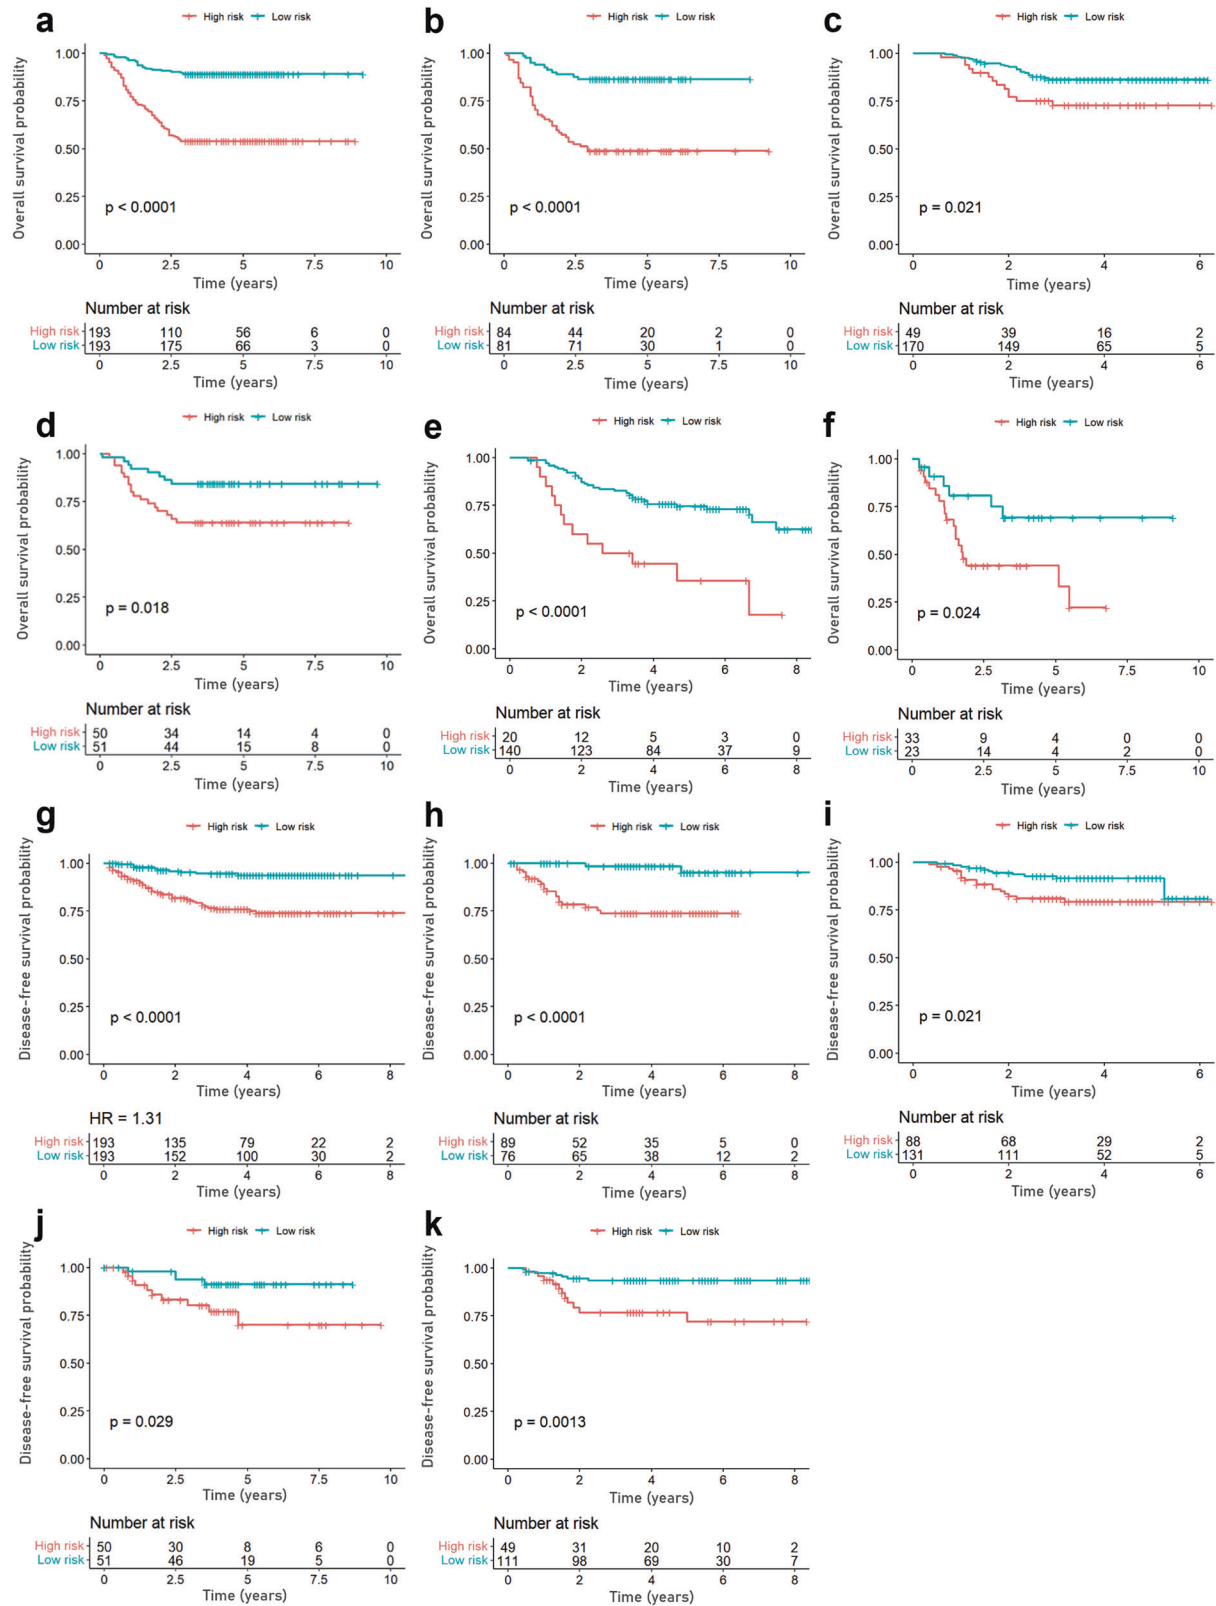 a
High risk Low risk
Overall survival probability
1.00
0.75
0.50
0.25
0.00
p < 0.0001
0 2.5 5 7.5 10
Time (years)
Number at risk
High risk 193 110 56 6 0
Low risk 193 175 66 3 0
0 2.5 5 7.5 10
Time (years)
b
High risk Low risk
Overall survival probability
1.00
0.75
0.50
0.25
0.00
p < 0.0001
0 2.5 5 7.5 10
Time (years)
Number at risk
High risk 84 44 20 2 0
Low risk 81 71 30 1 0
0 2.5 5 7.5 10
Time (years)
c
High risk Low risk
Overall survival probability
1.00
0.75
0.50
0.25
0.00
p = 0.021
0 2 4 6
Time (years)
Number at risk
High risk 49 39 16 2
Low risk 170 149 65 5
0 2 4 6
Time (years)
d
High risk Low risk
Overall survival probability
1.00
0.75
0.50
0.25
0.00
p = 0.018
0 2.5 5 7.5 10
Time (years)
Number at risk
High risk 50 34 14 4 0
Low risk 51 44 15 8 0
0 2.5 5 7.5 10
Time (years)
e
High risk Low risk
Overall survival probability
1.00
0.75
0.50
0.25
0.00
p < 0.0001
0 2 4 6 8
Time (years)
Number at risk
High risk 20 12 5 3 0
Low risk 140 123 84 37 9
0 2 4 6 8
Time (years)
f
High risk Low risk
Overall survival probability
1.00
0.75
0.50
0.25
0.00
p = 0.024
0 2.5 5 7.5 10
Time (years)
Number at risk
High risk 33 9 4 0 0
Low risk 23 14 4 2 0
0 2.5 5 7.5 10
Time (years)
g
High risk Low risk
Disease-free survival probability
1.00
0.75
0.50
0.25
0.00
p < 0.0001
0 2 4 6 8
Time (years)
HR = 1.31
High risk 193 135 79 22 2
Low risk 193 152 100 30 2
0 2 4 6 8
Time (years)
h
High risk Low risk
Disease-free survival probability
1.00
0.75
0.50
0.25
0.00
p < 0.0001
0 2 4 6 8
Time (years)
Number at risk
High risk 89 52 35 5 0
Low risk 76 65 38 12 2
0 2 4 6 8
Time (years)
i
High risk Low risk
Disease-free survival probability
1.00
0.75
0.50
0.25
0.00
p = 0.021
0 2 4 6
Time (years)
Number at risk
High risk 88 68 29 2
Low risk 131 111 52 5
0 2 4 6
Time (years)
j
High risk Low risk
Disease-free survival probability
1.00
0.75
0.50
0.25
0.00
p = 0.029
0 2.5 5 7.5 10
Time (years)
Number at risk
High risk 50 30 8 6 0
Low risk 51 46 19 5 0
0 2.5 5 7.5 10
Time (years)
k
High risk Low risk
Disease-free survival probability
1.00
0.75
0.50
0.25
0.00
p = 0.0013
0 2 4 6 8
Time (years)
Number at risk
High risk 49 31 20 10 2
Low risk 111 98 69 30 7
0 2 4 6 8
Time (years)